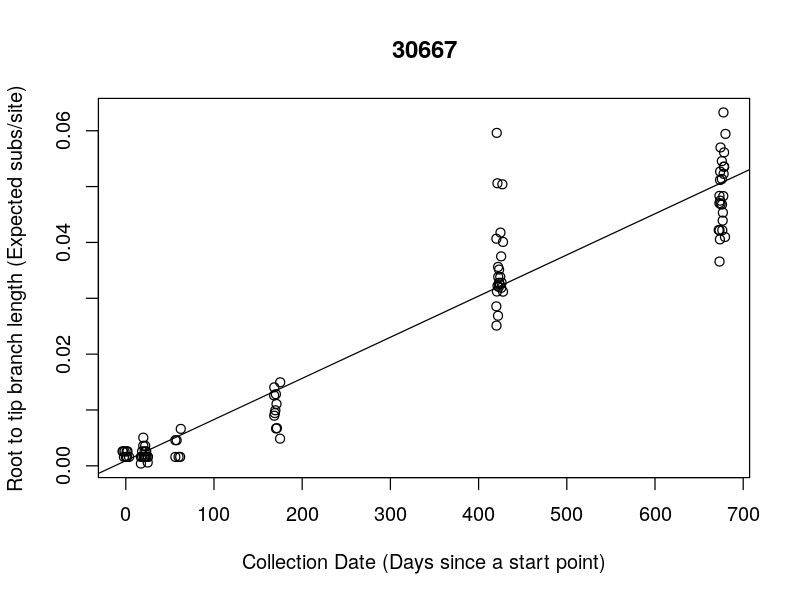 30667
Root to tip branch length (Expected subs/site)
0.06
0.04
0.02
0.00
0 100 200 300 400 500 600 700
Collection Date (Days since a start point)